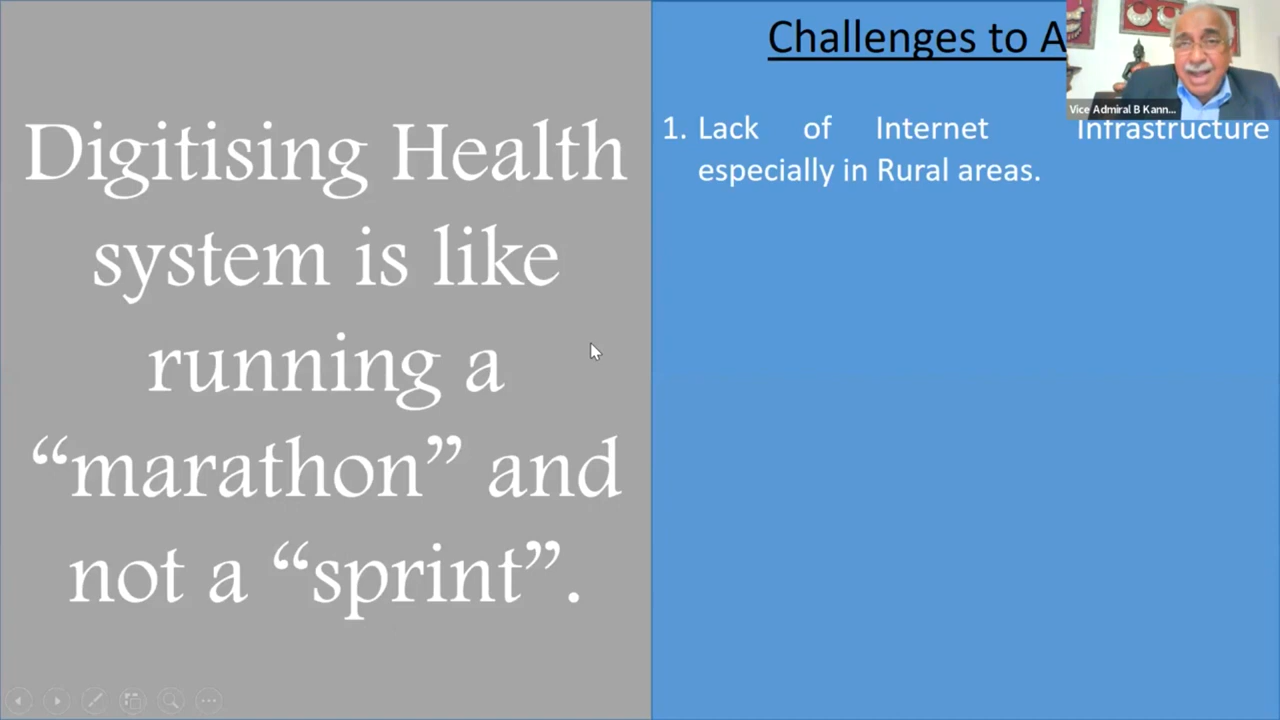 Digitising Health
system is like
running a
“marathon” and
not a “sprint”.
Challenges to A
Vice Admiral B Kann...
1. Lack of Internet Infrastructure
especially in Rural areas.